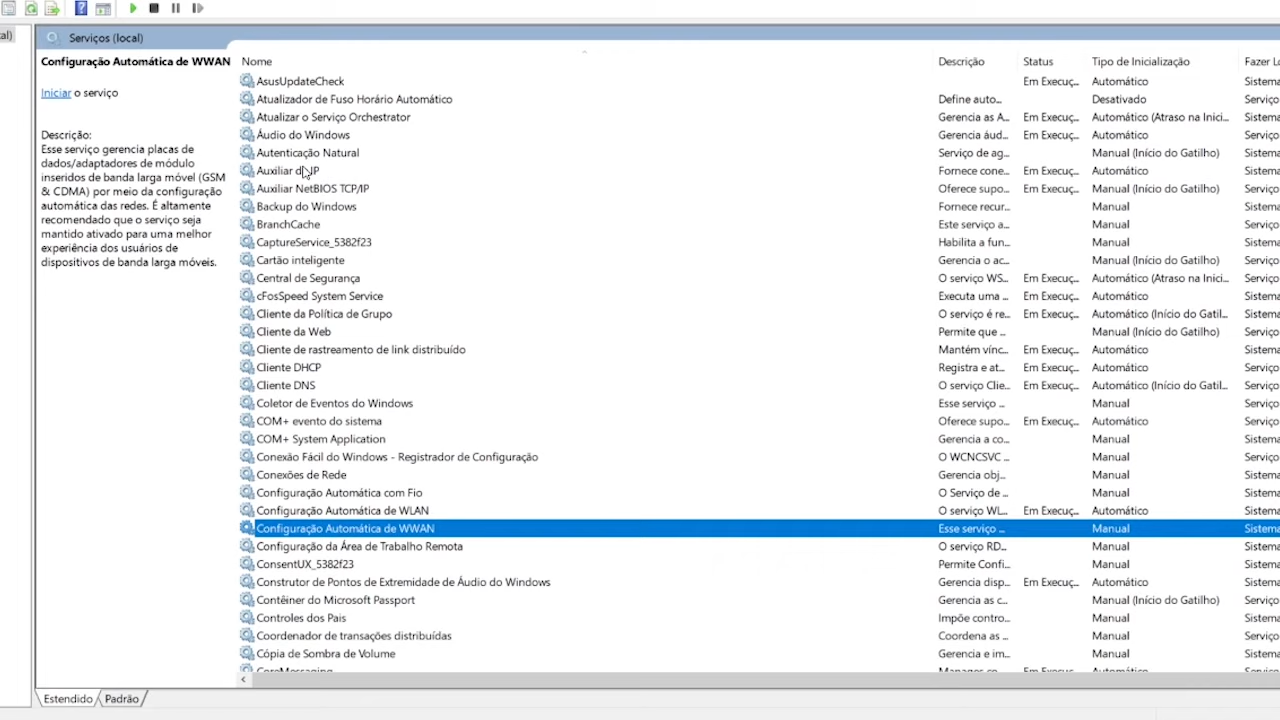 al)
Serviços (local)
Configuração Automática de WWAN
Iniciar o serviço
Descrição:
Esse serviço gerencia placas de
dados/adaptadores de módulo
inseridos de banda larga móvel (GSM
& CDMA) por meio da configuração
automática das redes. É altamente
recomendado que o serviço seja
mantido ativado para uma melhor
experiência dos usuários de
dispositivos de banda larga móveis.
Nome Descrição Status Tipo de Inicialização Fazer Lo
AsusUpdateCheck Em Execuç... Automático Sistema
Atualizador de Fuso Horário Automático Define auto... Desativado Serviço
Atualizar o Serviço Orchestrator Gerencia as A... Em Execuç... Automático (Atraso na Inici... Sistema
Áudio do Windows Gerencia áud... Em Execuç... Automático Serviço
Autenticação Natural Serviço de ag... Manual (Início do Gatilho) Sistema
Auxiliar de IP Fornece cone... Em Execuç... Automático Sistema
Auxiliar NetBIOS TCP/IP Oferece supo... Em Execuç... Manual (Início do Gatilho) Serviço
Backup do Windows Fornece recur... Manual Sistema
BranchCache Este serviço a... Manual Serviço
CaptureService_5382f23 Habilita a fun... Manual Sistema
Cartão inteligente Gerencia o ac... Manual (Início do Gatilho) Serviço
Central de Segurança O serviço WS... Em Execuç... Automático (Atraso na Inici... Serviço
cFosSpeed System Service Executa uma ... Em Execuç... Automático Sistema
Cliente da Política de Grupo O serviço é re... Em Execuç... Automático (Início do Gatil... Sistema
Cliente da Web Permite que ... Manual (Início do Gatilho) Serviço
Cliente de rastreamento de link distribuído Mantém vínc... Em Execuç... Automático Sistema
Cliente DHCP Registra e at... Em Execuç... Automático Serviço
Cliente DNS O serviço Clie... Em Execuç... Automático (Início do Gatil... Serviço
Coletor de Eventos do Windows Esse serviço ... Manual Serviço
COM+ evento do sistema Oferece supo... Em Execuç... Automático Serviço
COM+ System Application Gerencia a co... Manual Sistema
Conexão Fácil do Windows - Registrador de Configuração O WCNCSVC ... Manual Serviço
Conexões de Rede Gerencia obj... Manual Sistema
Configuração Automática com Fio O Serviço de ... Manual Sistema
Configuração Automática de WLAN O serviço WL... Em Execuç... Automático Sistema
Configuração Automática de WWAN Esse serviço ... Manual Sistema
Configuração da Área de Trabalho Remota O serviço RD... Manual Sistema
ConsentUX_5382f23 Permite Confi... Manual Sistema
Construtor de Pontos de Extremidade de Áudio do Windows Gerencia disp... Em Execuç... Automático Sistema
Contêiner do Microsoft Passport Gerencia as c... Manual (Início do Gatilho) Serviço
Controles dos Pais Impõe contro... Manual Sistema
Coordenador de transações distribuídas Coordena as ... Manual Serviço
Cópia de Sombra de Volume Gerencia e im... Manual Sistema
CoreMessaging Manages co... Em Execuç... Automático Serviço
Estendido Padrão